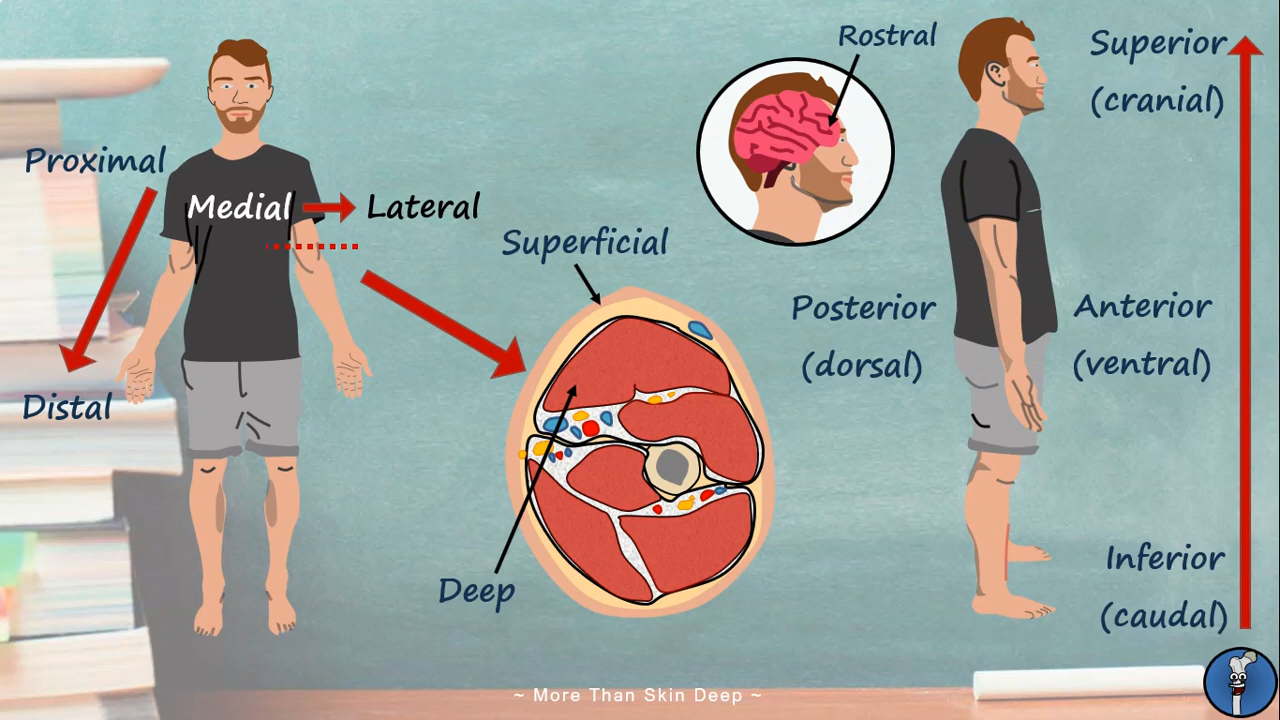 Rostral
Superior
(cranial)
Proximal
Medial
Lateral
Superficial
Posterior
(dorsal)
Anterior
(ventral)
Distal
Deep
Inferior
(caudal)
~ More Than Skin Deep ~